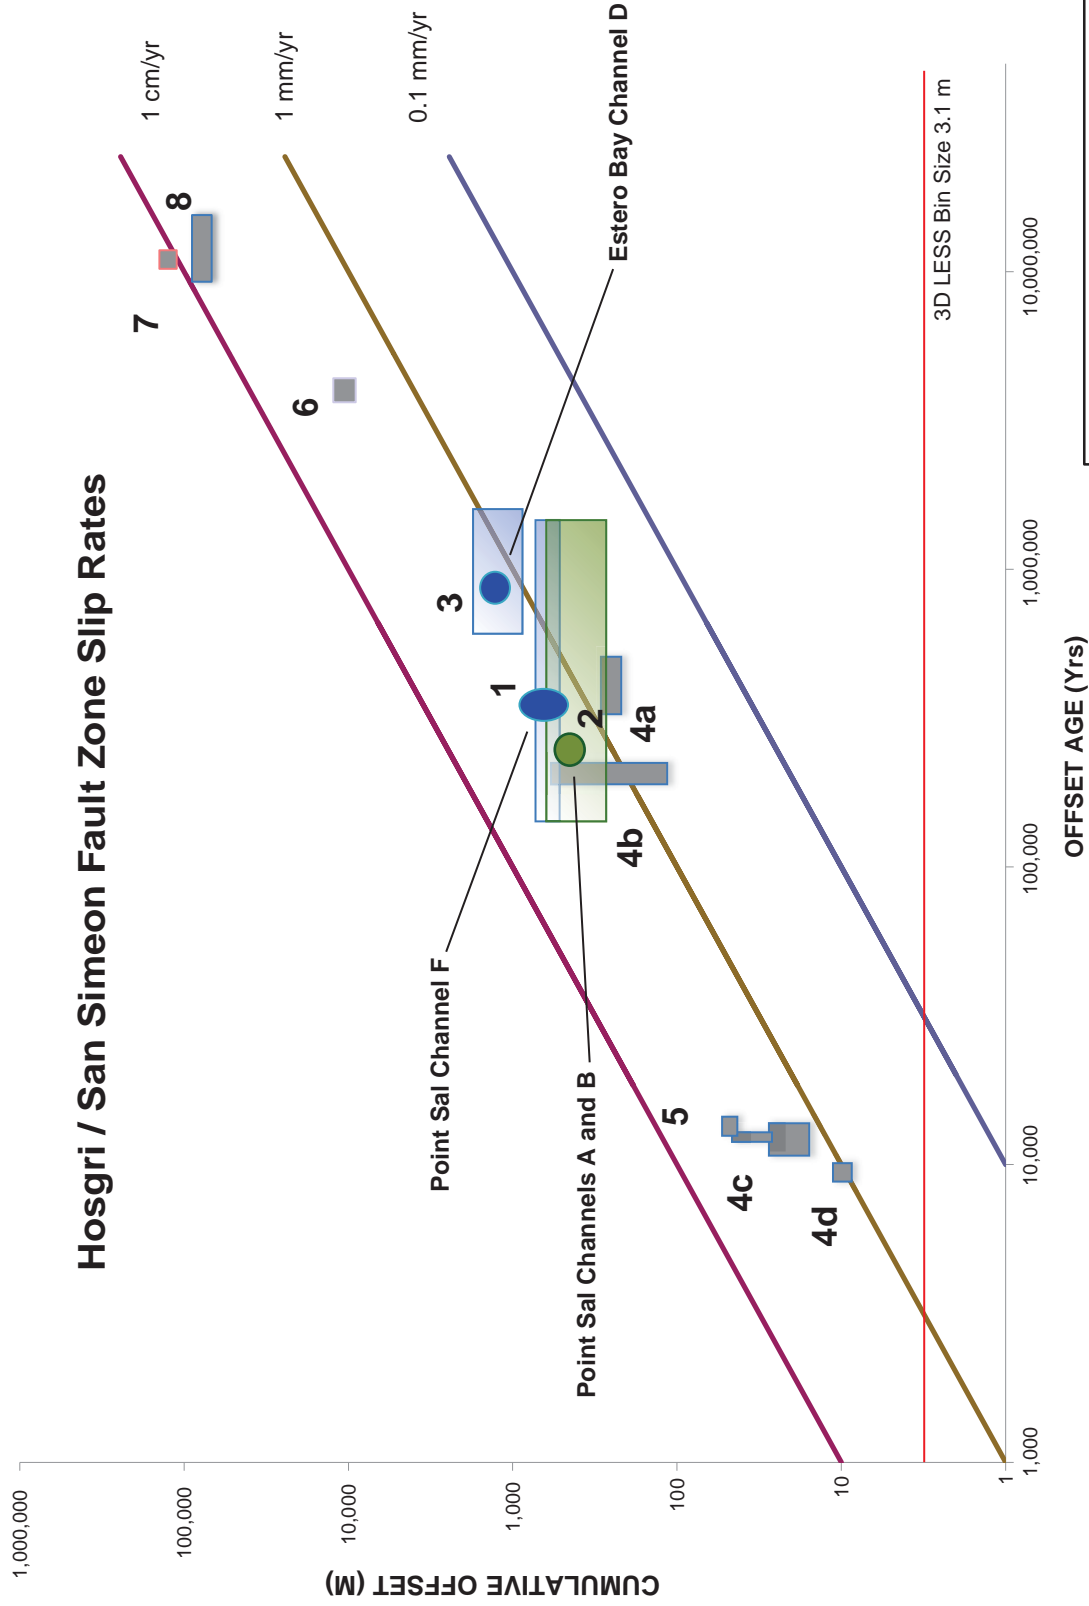 Hosgri / San Simeon Fault Zone Slip Rates
CUMULATIVE OFFSET (M)
1,000,000
100,000
10,000
1,000
100
10
1
1 cm/yr
1 mm/yr
0.1 mm/yr
7
8
6
3
1
2
4a
4b
5
4c
4d
Point Sal Channel F
Point Sal Channels A and B
Estero Bay Channel D
3D LESS Bin Size 3.1 m
1,000
10,000
100,000
1,000,000
10,000,000
OFFSET AGE (Yrs)